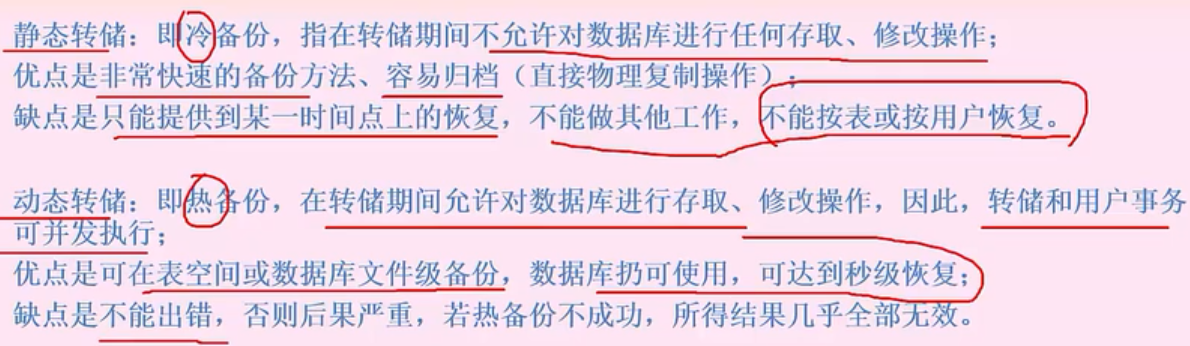 静态转储：即冷备份，指在转储期间不允许对数据库进行任何存取、修改操作；
优点是非常快速的备份方法、容易归档（直接物理复制操作）；
缺点是只能提供到某一时间点上的恢复，不能做其他工作，不能按表或按用户恢复。
动态转储：即热备份，在转储期间允许对数据库进行存取、修改操作，因此，转储和用户事务
可并发执行；
优点是可在表空间或数据库文件级备份，数据库扔可使用，可达到秒级恢复；
缺点是不能出错，否则后果严重，若热备份不成功，所得结果几乎全部无效。